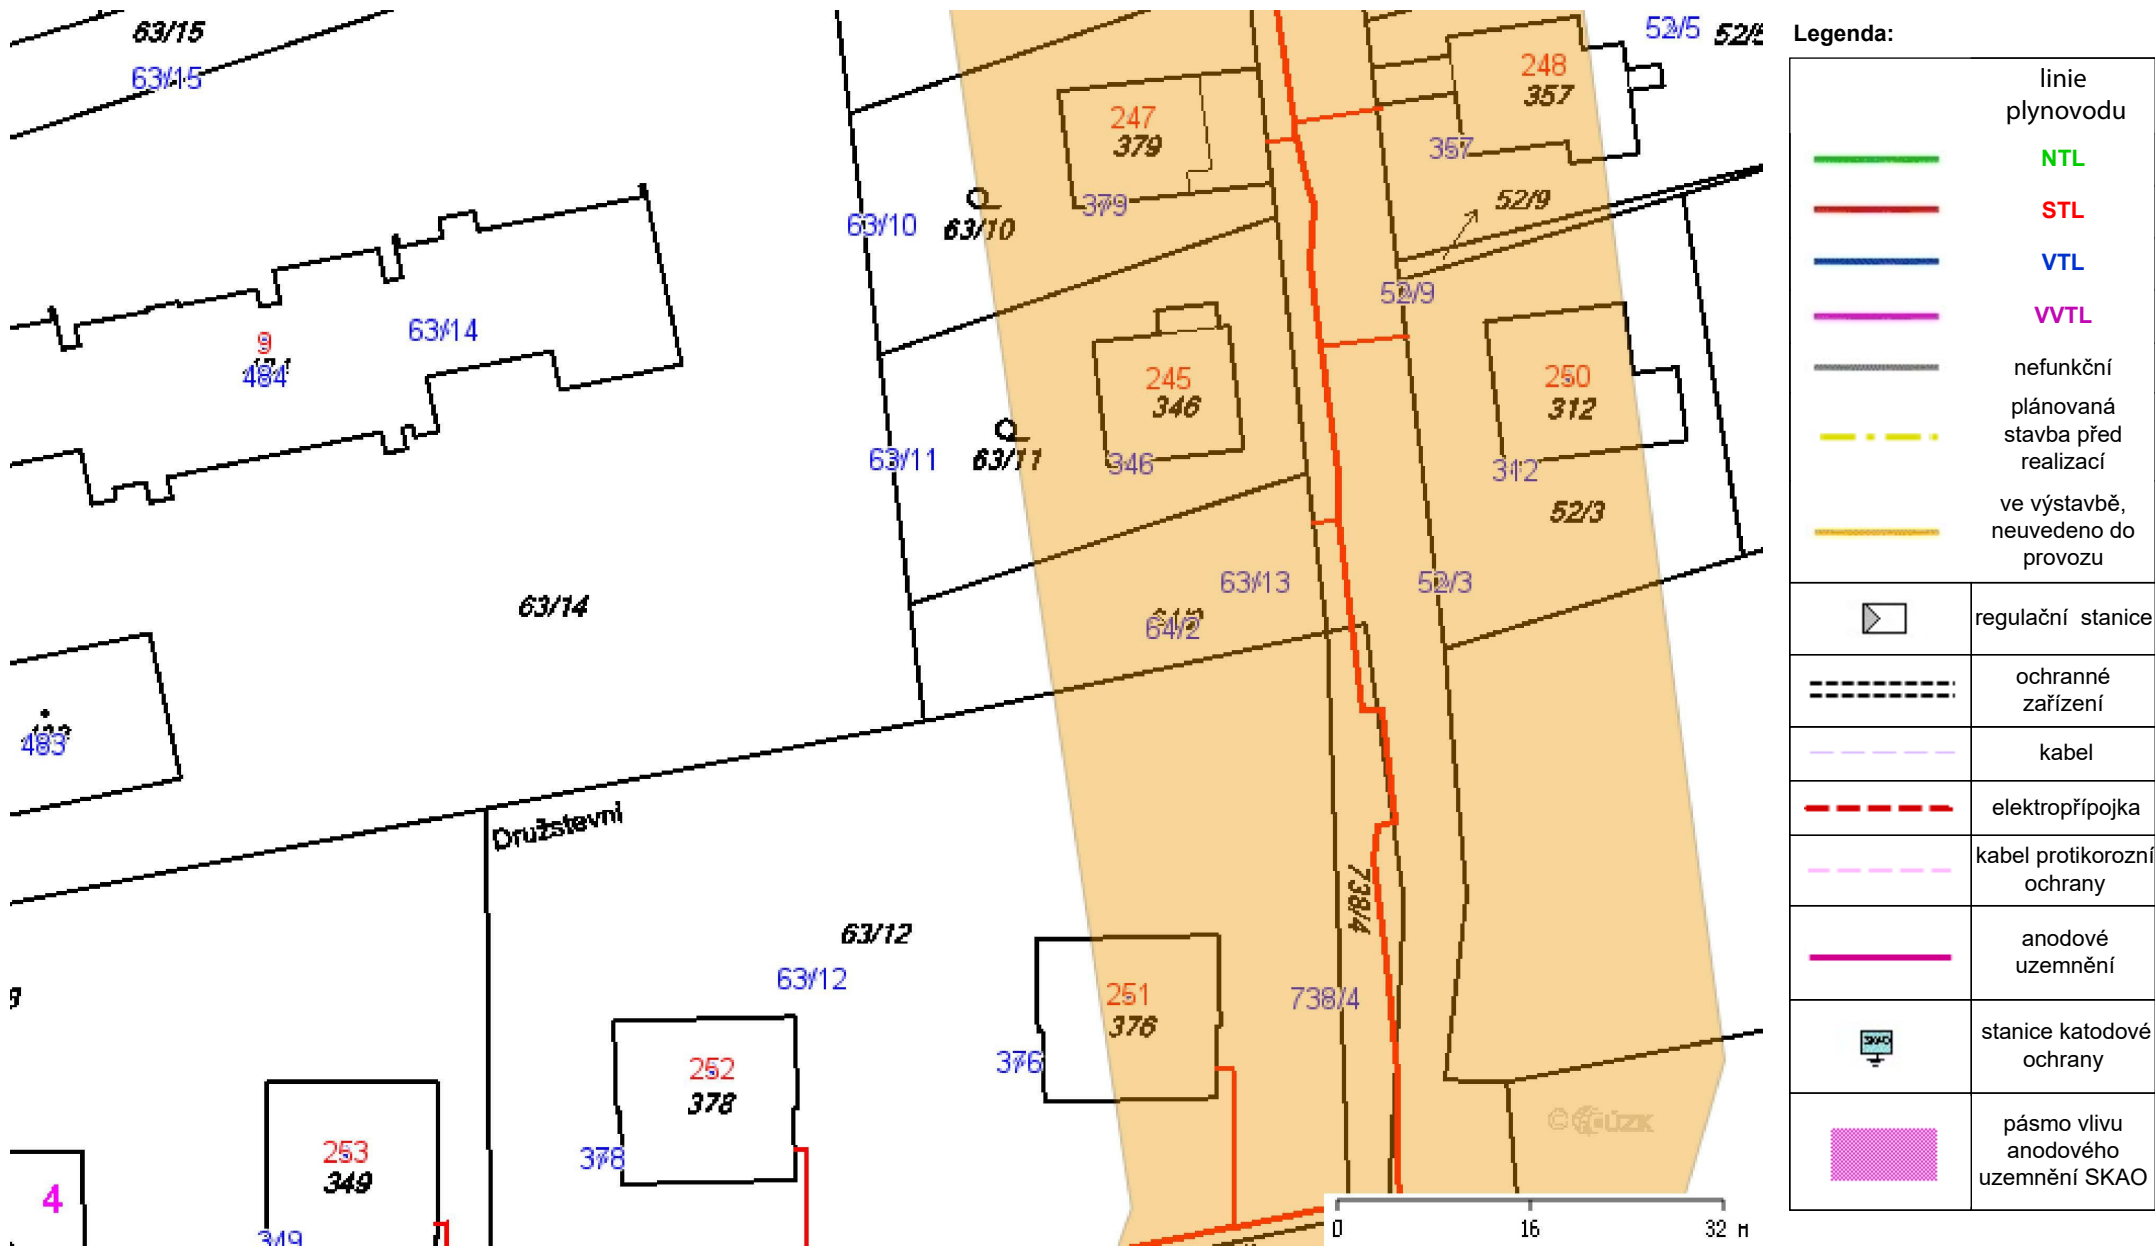 63/15
63/15
52/5
52/5
248
357
247
379
357
379
52/9
63/10
63/10
52/9
63/14
9
484
245
346
250
312
63/11
63/11
346
312
52/3
63/14
63/13
52/3
64/2
483
Družstevní
738/4
63/12
63/12
251
376
738/4
376
252
378
378
253
349
349
4
© ČÚZK
0 16 32 M
Legenda:
linie
plynovodu
NTL
STL
VTL
VVTL
nefunkční
plánovaná
stavba před
realizací
ve výstavbě,
neuvedeno do
provozu
regulační stanice
ochranné
zařízení
kabel
elektropřípojka
kabel protikorozní
ochrany
anodové
uzemnění
SKAO
stanice katodové
ochrany
pásmo vlivu
anodového
uzemnění SKAO